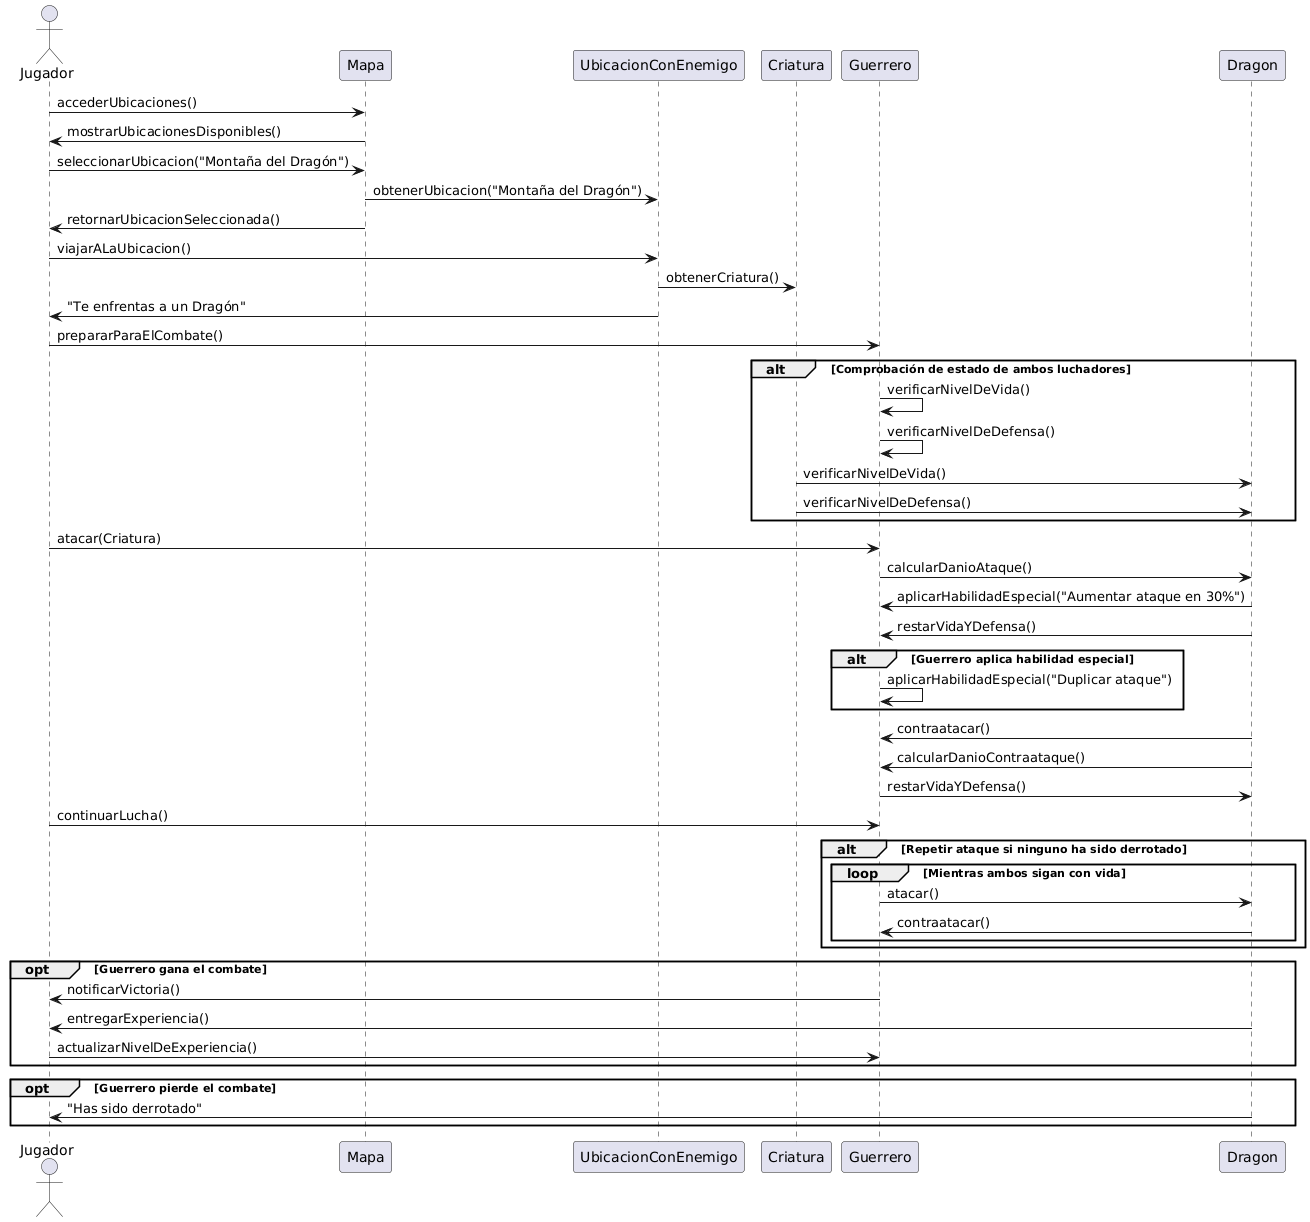 Jugador
Mapa
UbicacionConEnemigo
Criatura
Guerrero
Dragon
accederUbicaciones()
mostrarUbicacionesDisponibles()
seleccionarUbicacion("Montaña del Dragón")
obtenerUbicacion("Montaña del Dragón")
retornarUbicacionSeleccionada()
viajarALaUbicacion()
obtenerCriatura()
"Te enfrentas a un Dragón"
prepararParaElCombate()
alt [Comprobación de estado de ambos luchadores]
verificarNivelDeVida()
verificarNivelDeDefensa()
verificarNivelDeVida()
verificarNivelDeDefensa()
atacar(Criatura)
calcularDanioAtaque()
aplicarHabilidadEspecial("Aumentar ataque en 30%")
restarVidaYDefensa()
alt [Guerrero aplica habilidad especial]
aplicarHabilidadEspecial("Duplicar ataque")
contraatacar()
calcularDanioContraataque()
restarVidaYDefensa()
continuarLucha()
alt [Repetir ataque si ninguno ha sido derrotado]
loop [Mientras ambos sigan con vida]
atacar()
contraatacar()
opt [Guerrero gana el combate]
notificarVictoria()
entregarExperiencia()
actualizarNivelDeExperiencia()
opt [Guerrero pierde el combate]
"Has sido derrotado"
Jugador
Mapa
UbicacionConEnemigo
Criatura
Guerrero
Dragon